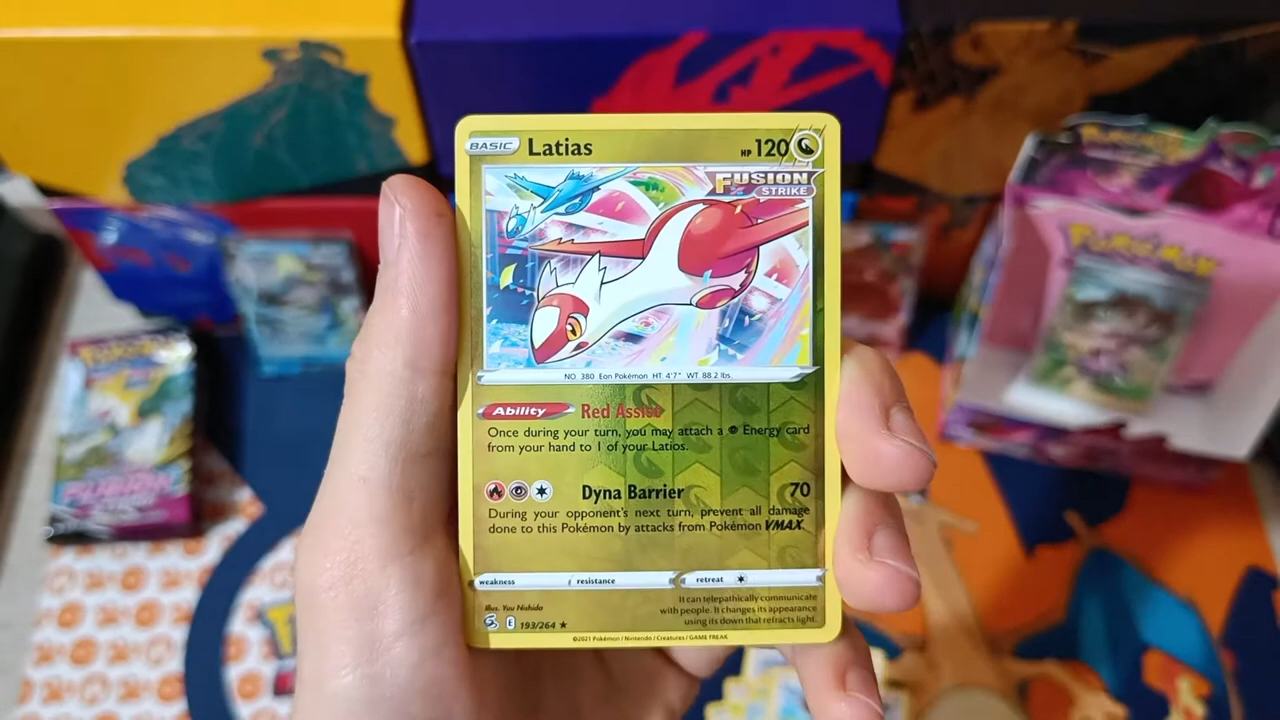 BASIC Latias HP 120
FUSION
STRIKE
NO. 380 Eon Pokémon HT: 4'7" WT: 88.2 lbs.
Ability Red Assist
Once during your turn, you may attach a Energy card
from your hand to 1 of your Latios.
Dyna Barrier 70
During your opponent's next turn, prevent all damage
done to this Pokémon by attacks from Pokémon VMAX.
weakness resistance retreat
Illus. Yuu Nishida
E 193/264 ★
It can telepathically communicate
with people. It changes its appearance
using its down that refracts light.
©2021 Pokémon / Nintendo / Creatures / GAME FREAK
POKÉMON
POKÉMON